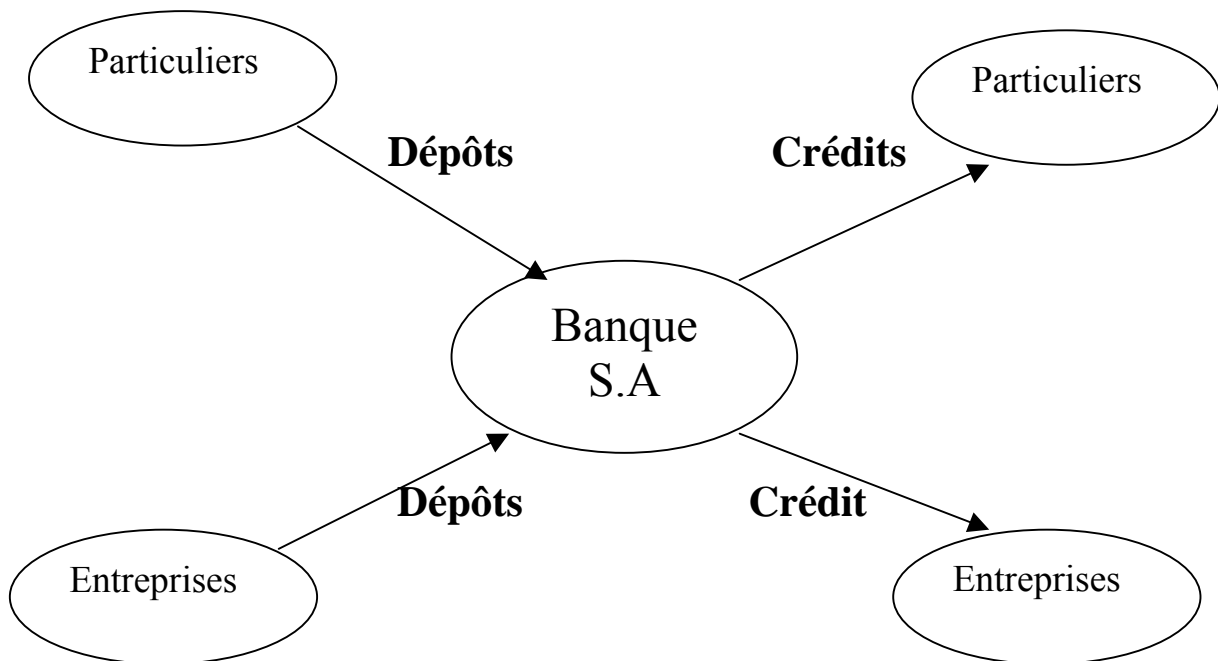 Particuliers
Particuliers
Dépôts
Crédits
Banque
S.A
Dépôts
Crédit
Entreprises
Entreprises